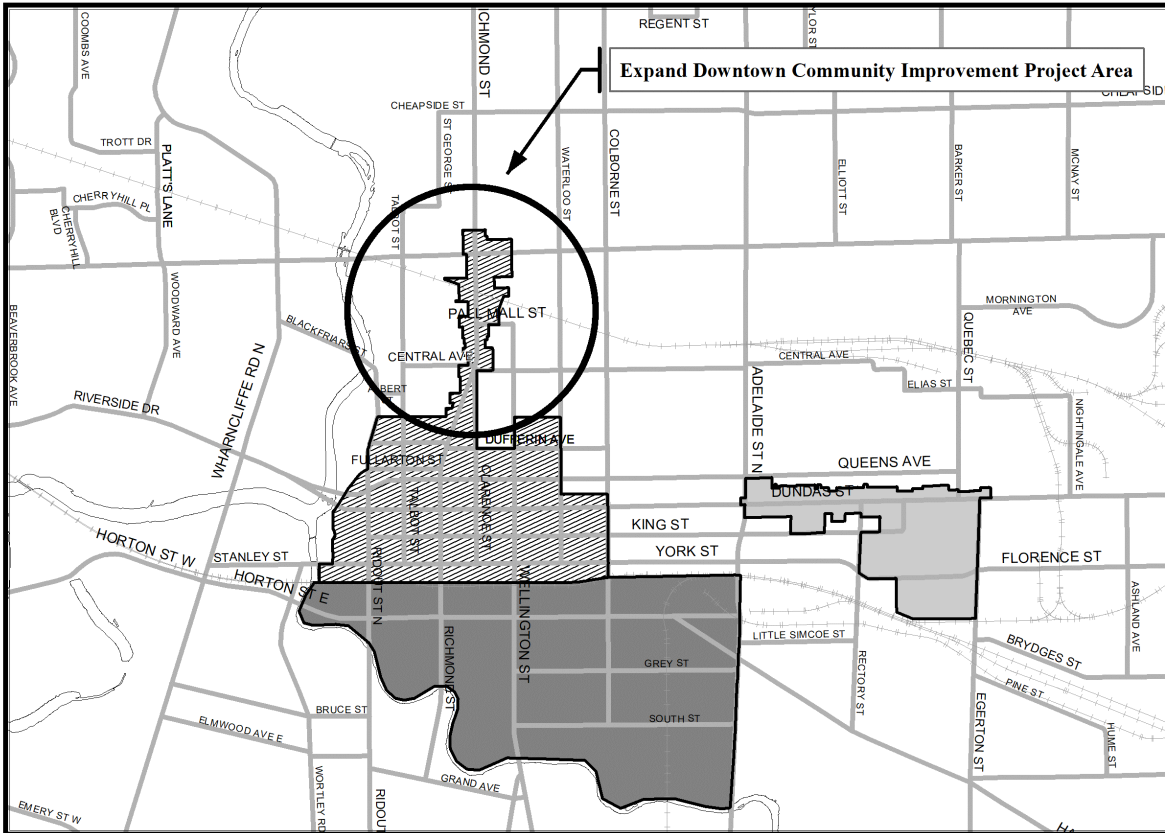 COOMBS AVE
RICHMOND ST
REGENT ST
Expand Downtown Community Improvement Project Area
CHEAPSIDE ST
TROTT DR
PLATT'S LANE
ST GEORGE ST
WATERLOO ST
COLBORNE ST
ELLIOTT ST
BARKER ST
MCNAY ST
CHERRYHILL PL
CHERRYHILL BLVD
TALBOT ST
WOODWARD AVE
BEAVERBROOK AVE
BLACKFRIARS ST
PALL MALL ST
MORNINGTON
AVE
QUEBEC ST
CENTRAL AVE
CENTRAL AVE
ELIAS ST
ALBERT
ST
ADELAIDE ST N
NIGHTINGALE AVE
RIVERSIDE DR
WHARNCLIFFE RD N
DUFFERIN AVE
FULLARTON ST
QUEENS AVE
CLARENCE ST
TALBOT ST
DUNDAS ST
KING ST
HORTON ST W
STANLEY ST
YORK ST
FLORENCE ST
HORTON ST E
RIDOUT ST N
WELLINGTON ST
ASHLAND AVE
RICHMOND ST
LITTLE SIMCOE ST
RECTORY ST
BRYDGES ST
GREY ST
PINE ST
EGERTON ST
BRUCE ST
SOUTH ST
ELMWOOD AVE E
HUME ST
GRAND AVE
WORTLEY RD
RIDOUT
EMERY ST W